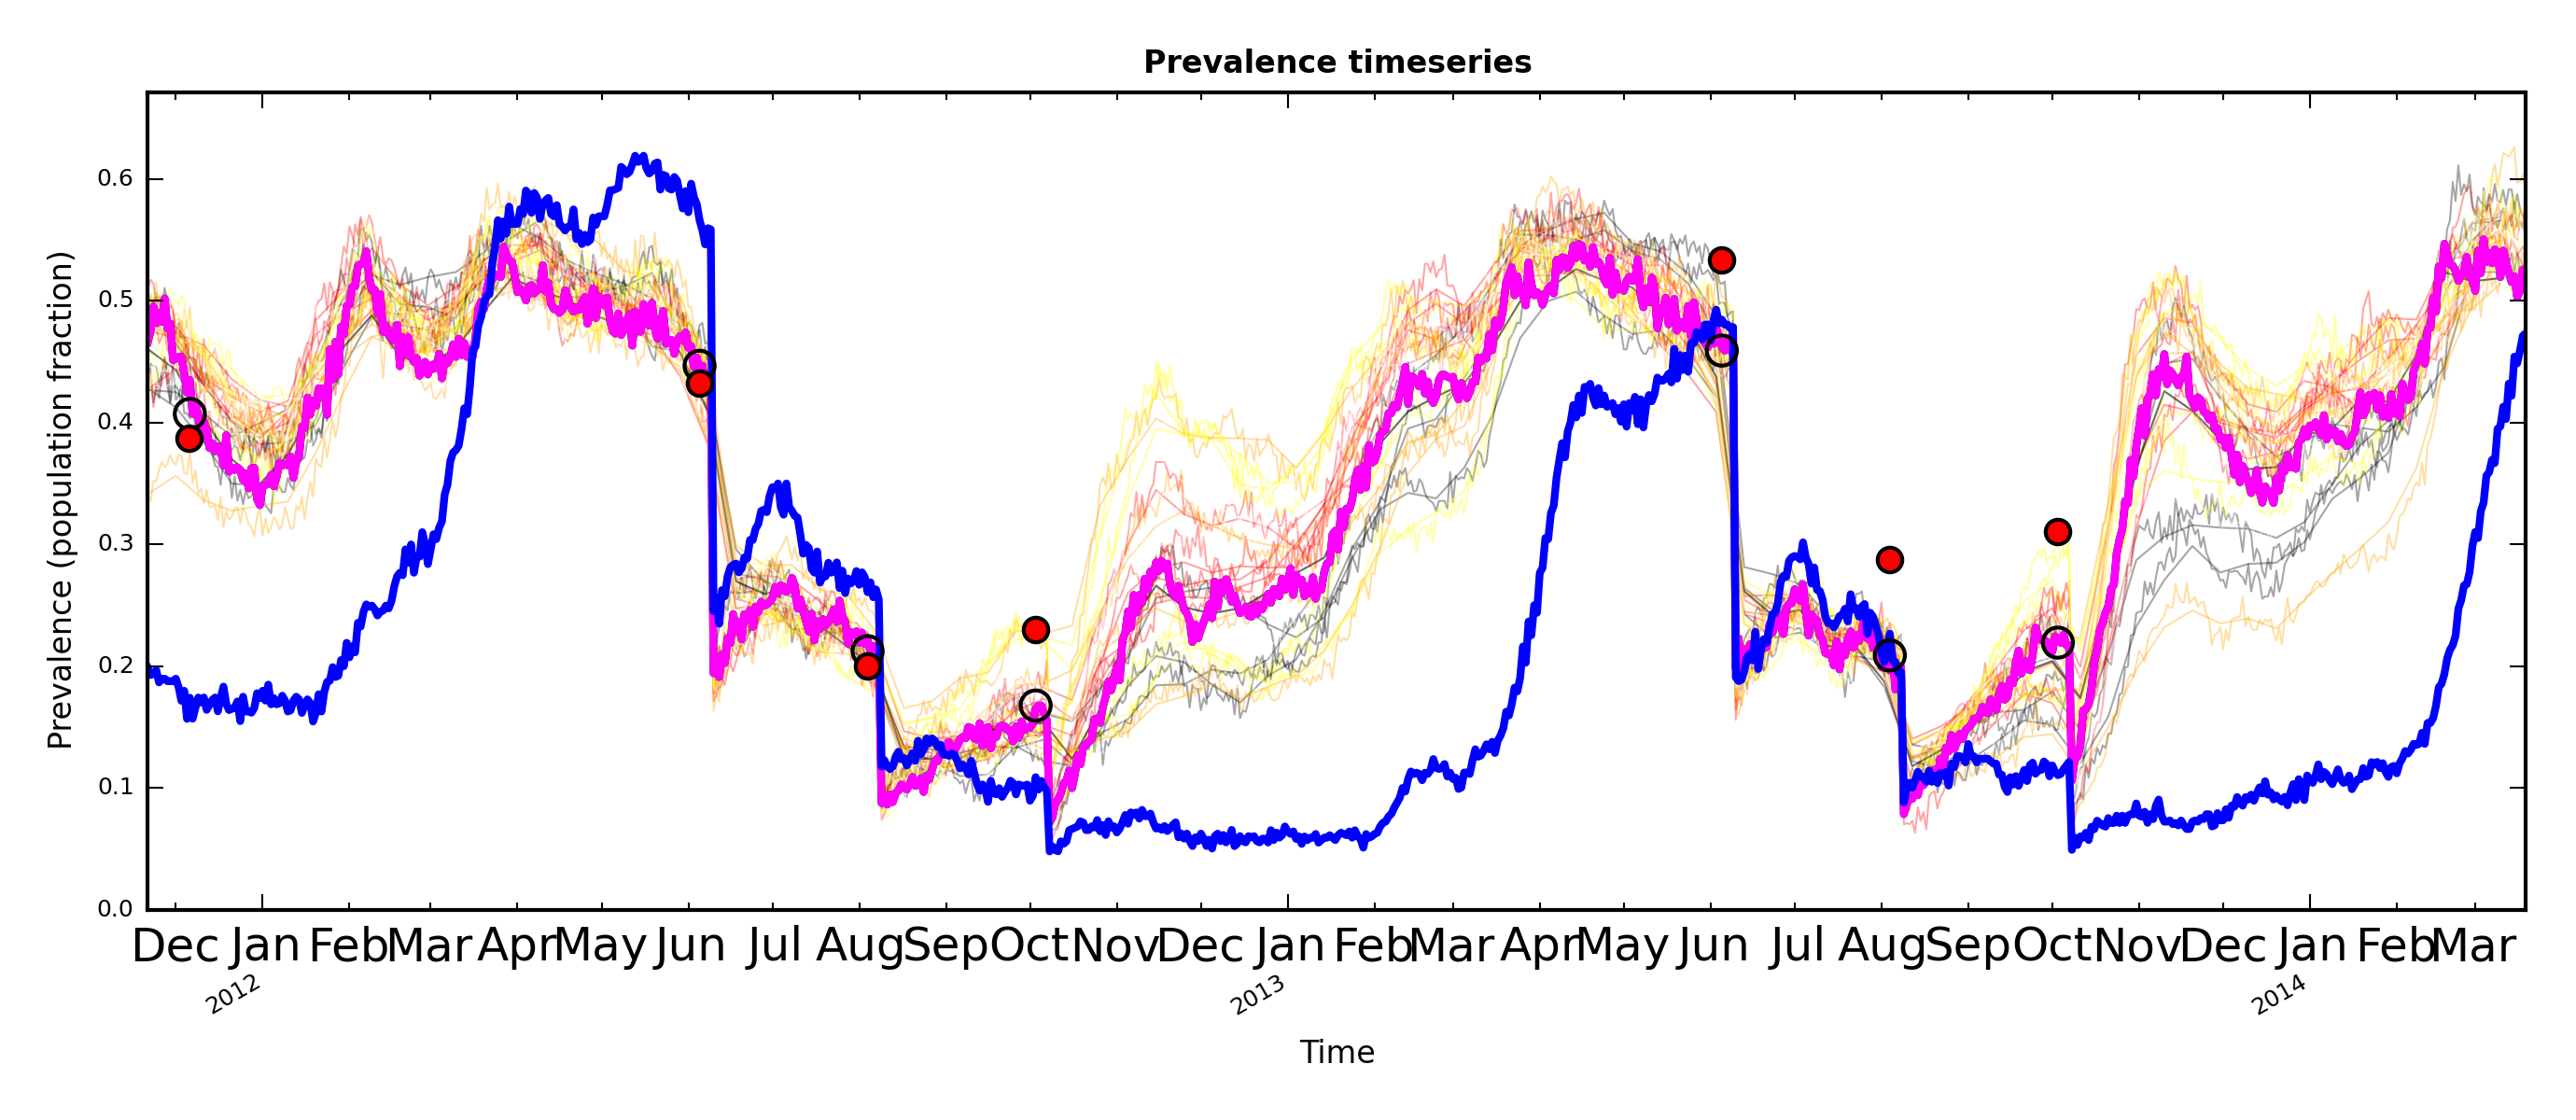 Prevalence timeseries
Prevalence (population fraction)
0.6
0.5
0.4
0.3
0.2
0.1
0.0
Dec Jan Feb Mar Apr May Jun Jul Aug Sep Oct Nov Dec Jan Feb Mar Apr May Jun Jul Aug Sep Oct Nov Dec Jan Feb Mar
2012 2013 2014
Time